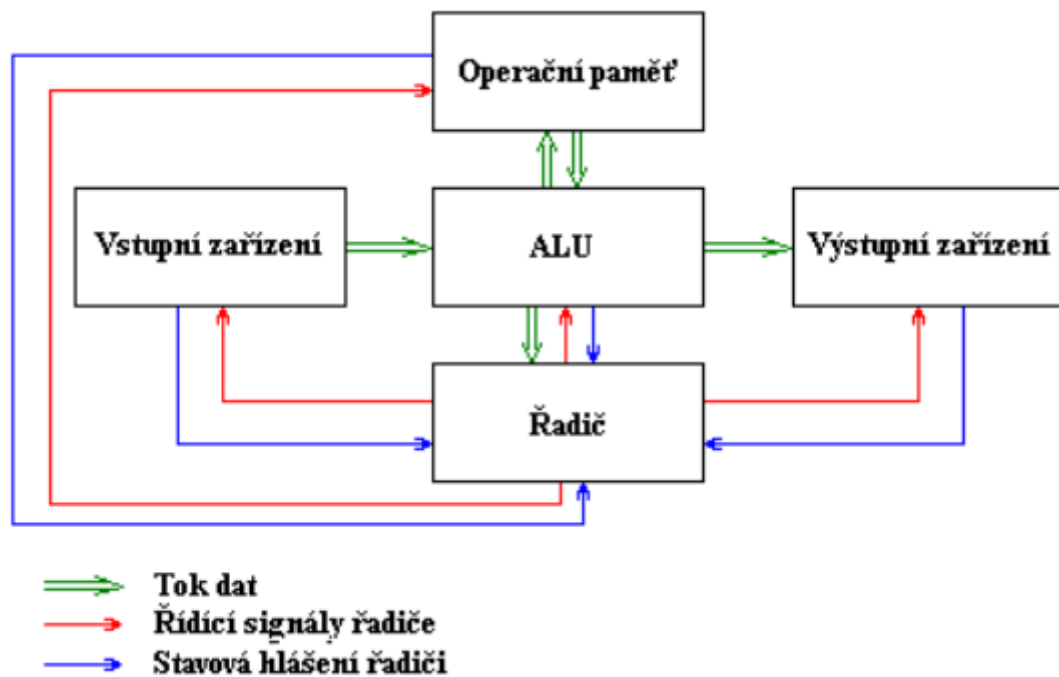 Operační paměť
Vstupní zařízení
ALU
Výstupní zařízení
Řadič
Tok dat
Řídící signály řadiče
Stavová hlášení řadiči